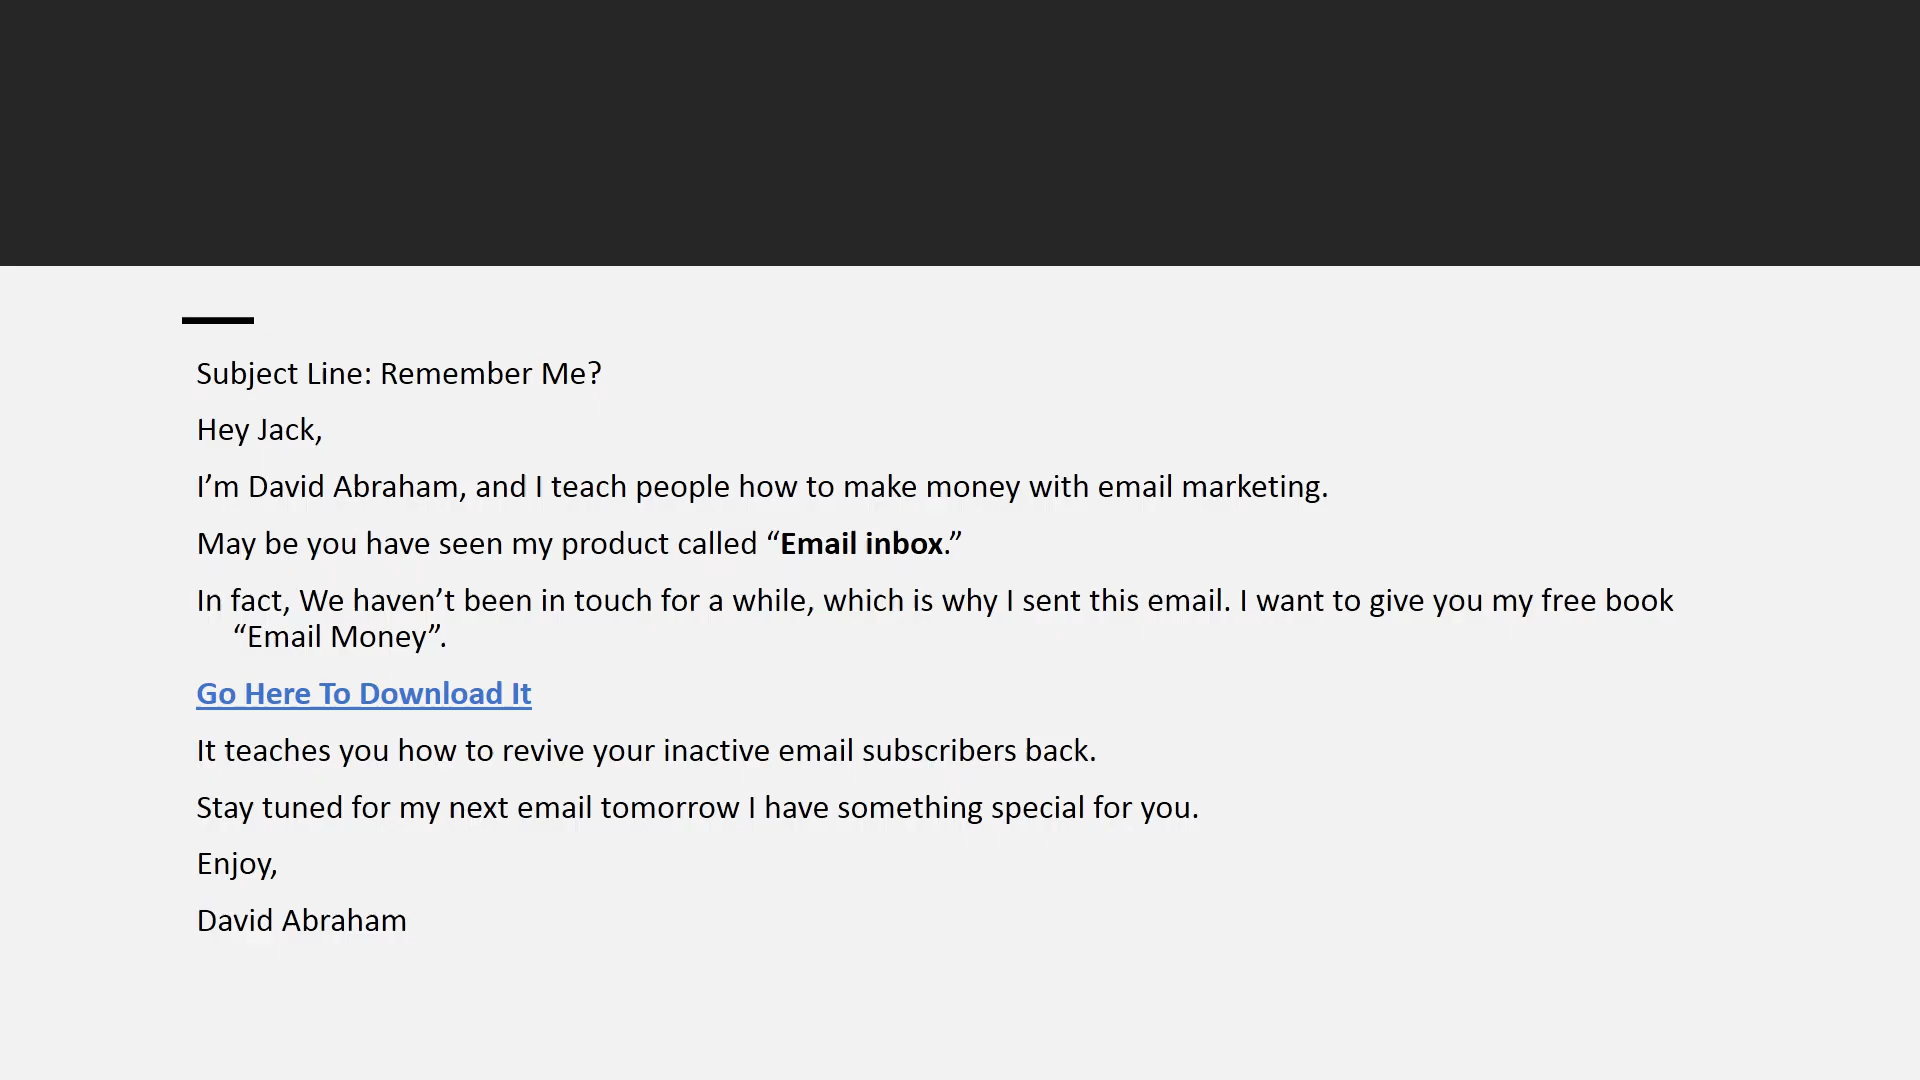 Subject Line: Remember Me?
Hey Jack,
I’m David Abraham, and I teach people how to make money with email marketing.
May be you have seen my product called “Email inbox.”
In fact, We haven’t been in touch for a while, which is why I sent this email. I want to give you my free book
“Email Money”.
Go Here To Download It
It teaches you how to revive your inactive email subscribers back.
Stay tuned for my next email tomorrow I have something special for you.
Enjoy,
David Abraham